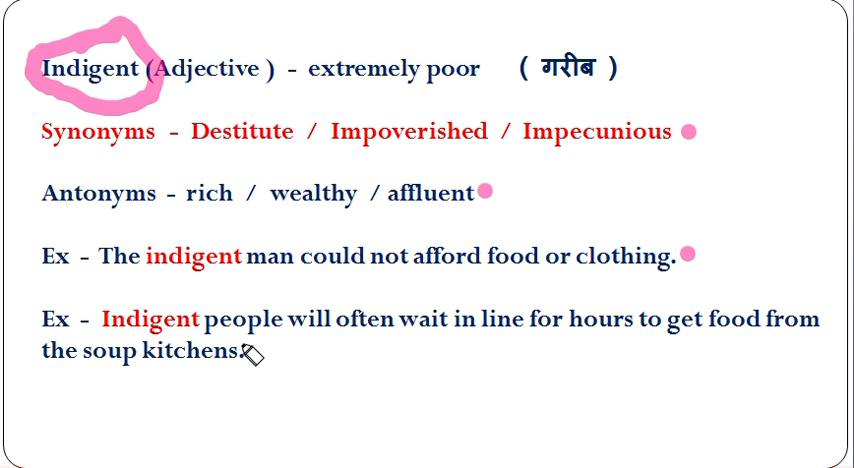 Indigent (Adjective ) - extremely poor ( गरीब )
Synonyms - Destitute / Impoverished / Impecunious
Antonyms - rich / wealthy / affluent
Ex - The indigent man could not afford food or clothing.
Ex - Indigent people will often wait in line for hours to get food from
the soup kitchens.